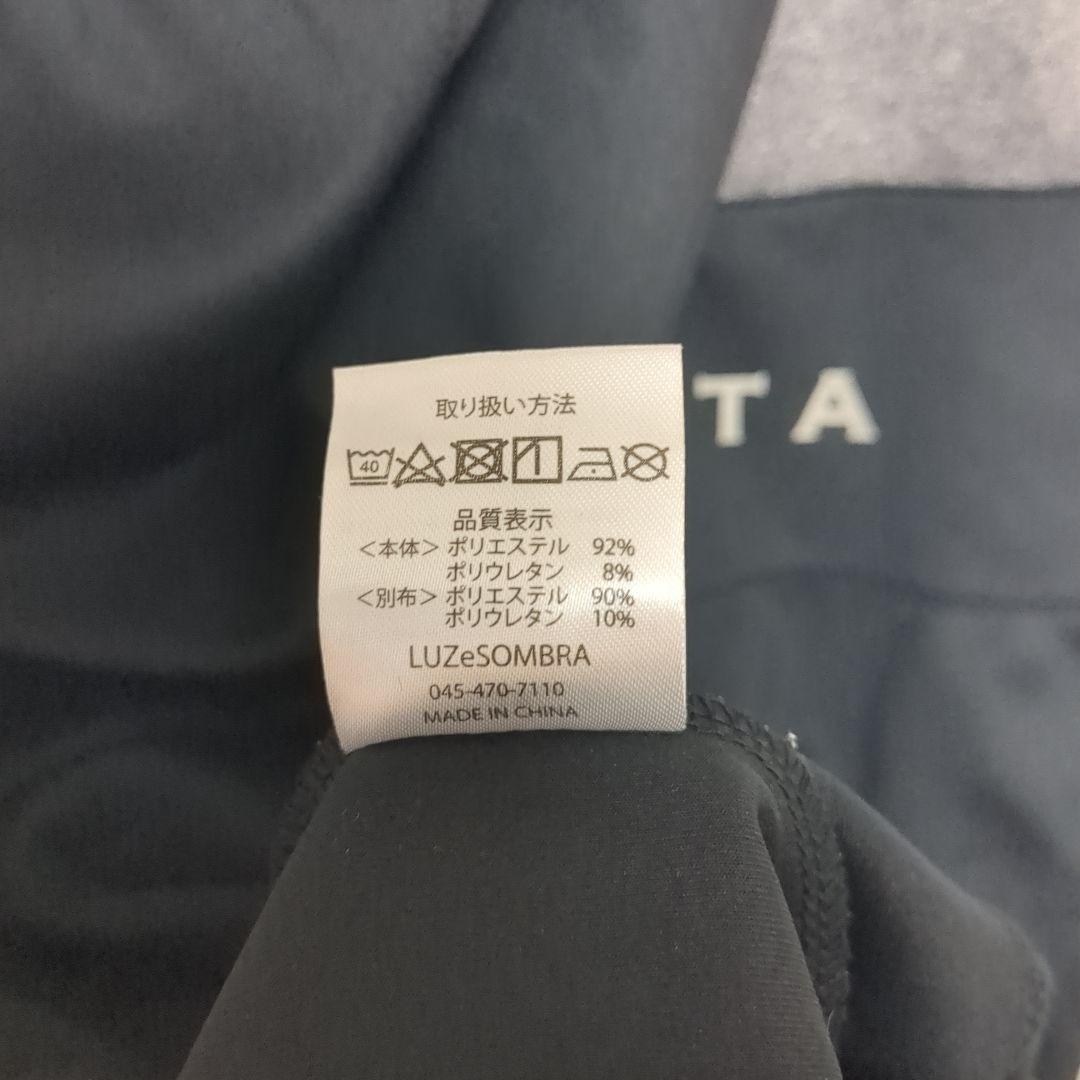 取り扱い方法
40
品質表示
＜本体＞ ポリエステル 92%
ポリウレタン 8%
＜別布＞ ポリエステル 90%
ポリウレタン 10%
LUZeSOMBRA
045-470-7110
MADE IN CHINA
TA